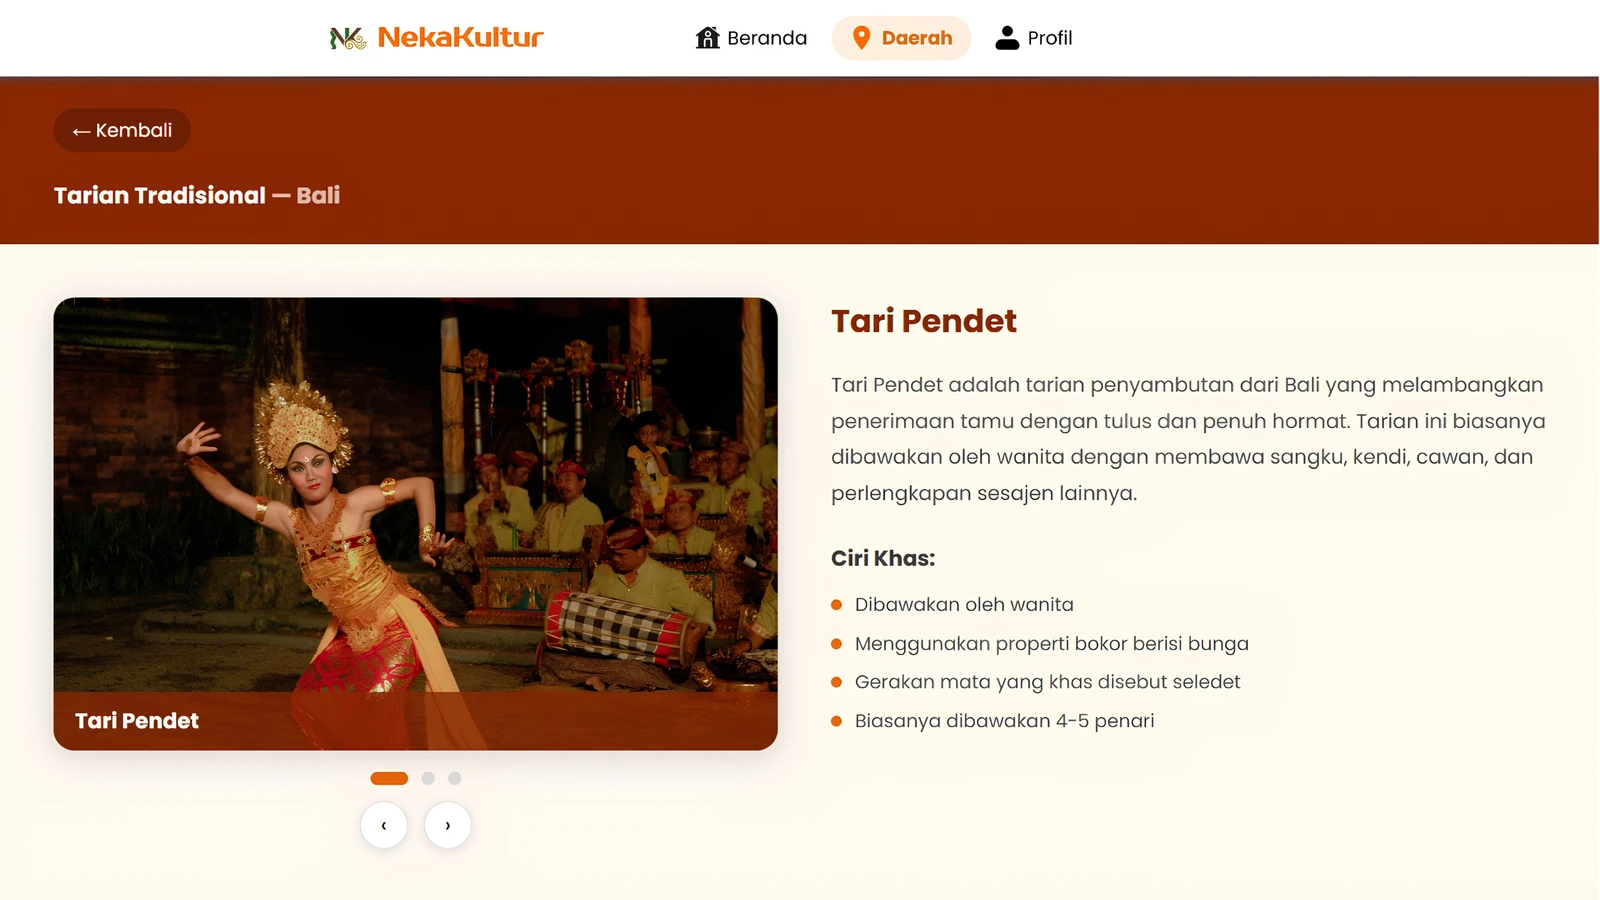 NekaKultur
Beranda
Daerah
Profil
← Kembali
Tarian Tradisional — Bali
Tari Pendet
Tari Pendet
Tari Pendet adalah tarian penyambutan dari Bali yang melambangkan
penerimaan tamu dengan tulus dan penuh hormat. Tarian ini biasanya
dibawakan oleh wanita dengan membawa sangku, kendi, cawan, dan
perlengkapan sesajen lainnya.
Ciri Khas:
Dibawakan oleh wanita
Menggunakan properti bokor berisi bunga
Gerakan mata yang khas disebut seledet
Biasanya dibawakan 4-5 penari